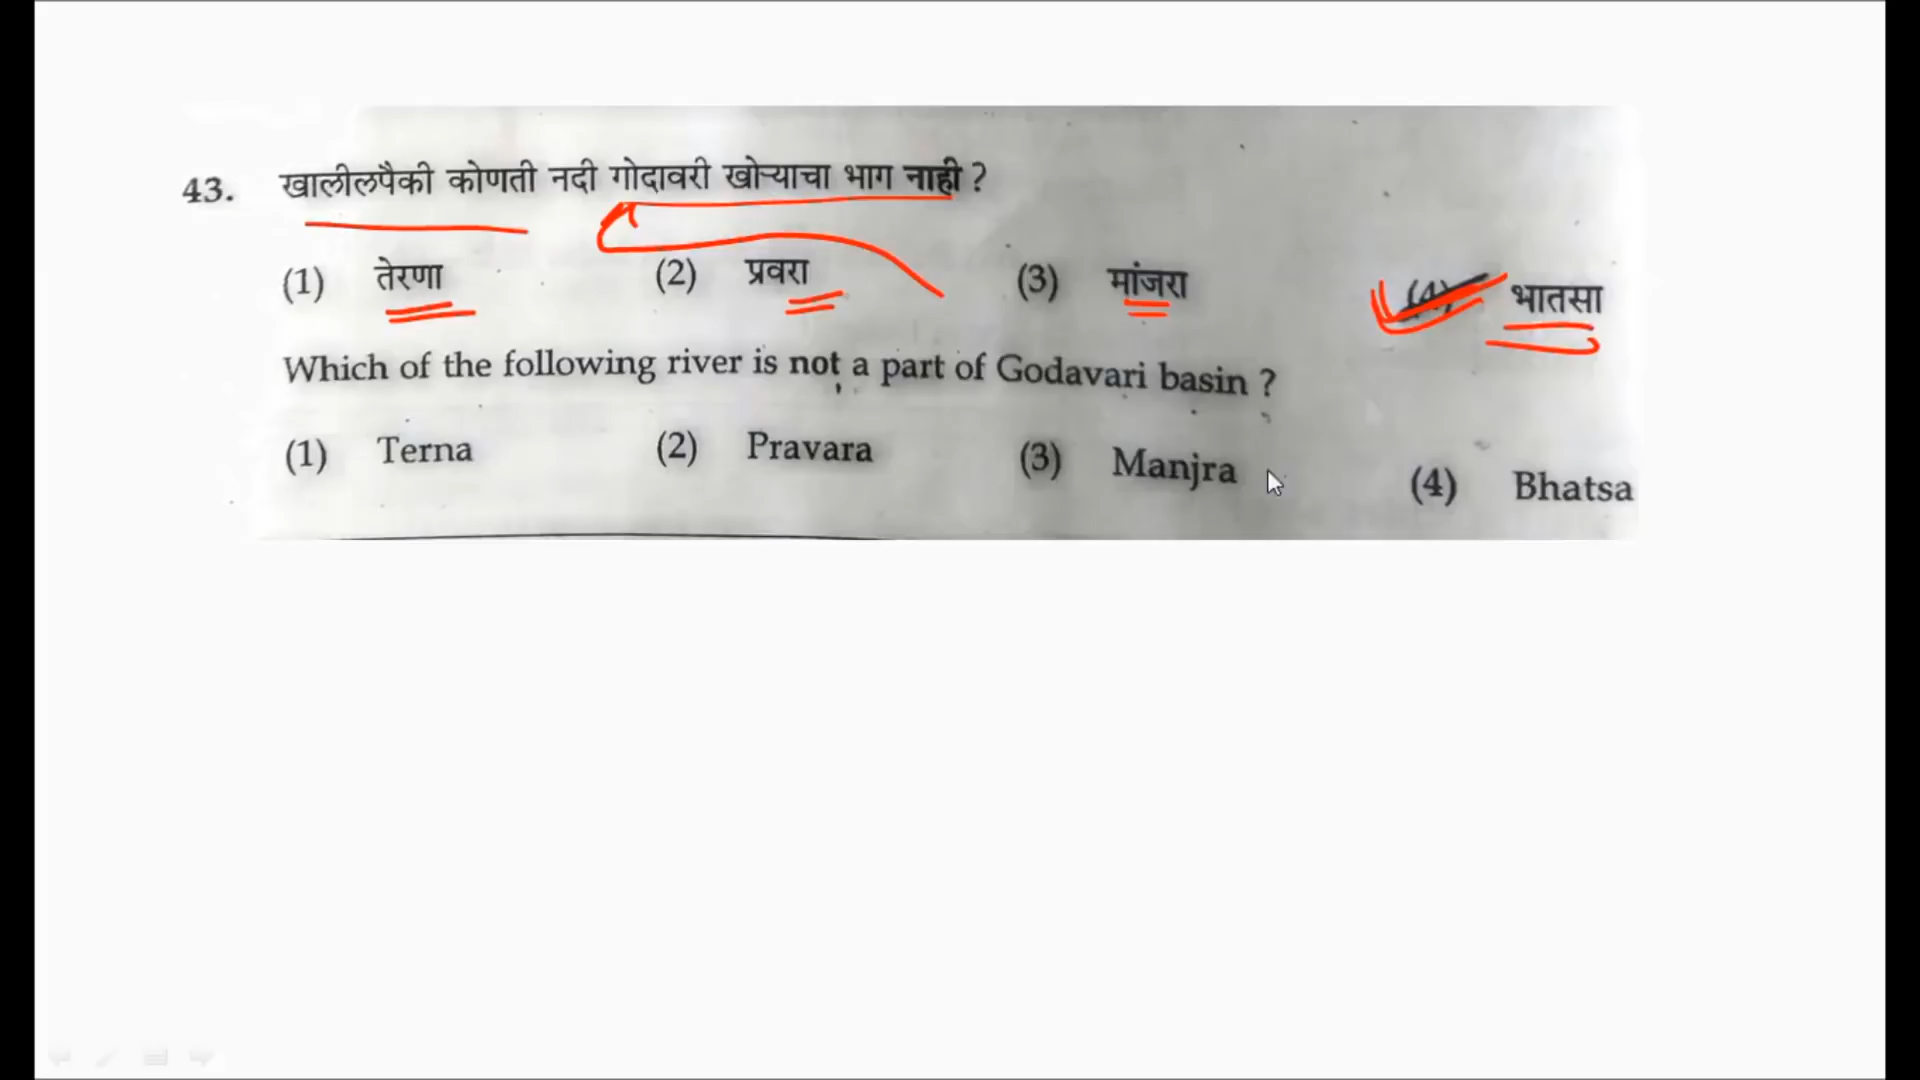 43. खालीलपैकी कोणती नदी गोदावरी खोऱ्याचा भाग नाही ?
(1) तेरणा (2) प्रवरा (3) मांजरा (4) भातसा
Which of the following river is not a part of Godavari basin ?
(1) Terna (2) Pravara (3) Manjra (4) Bhatsa